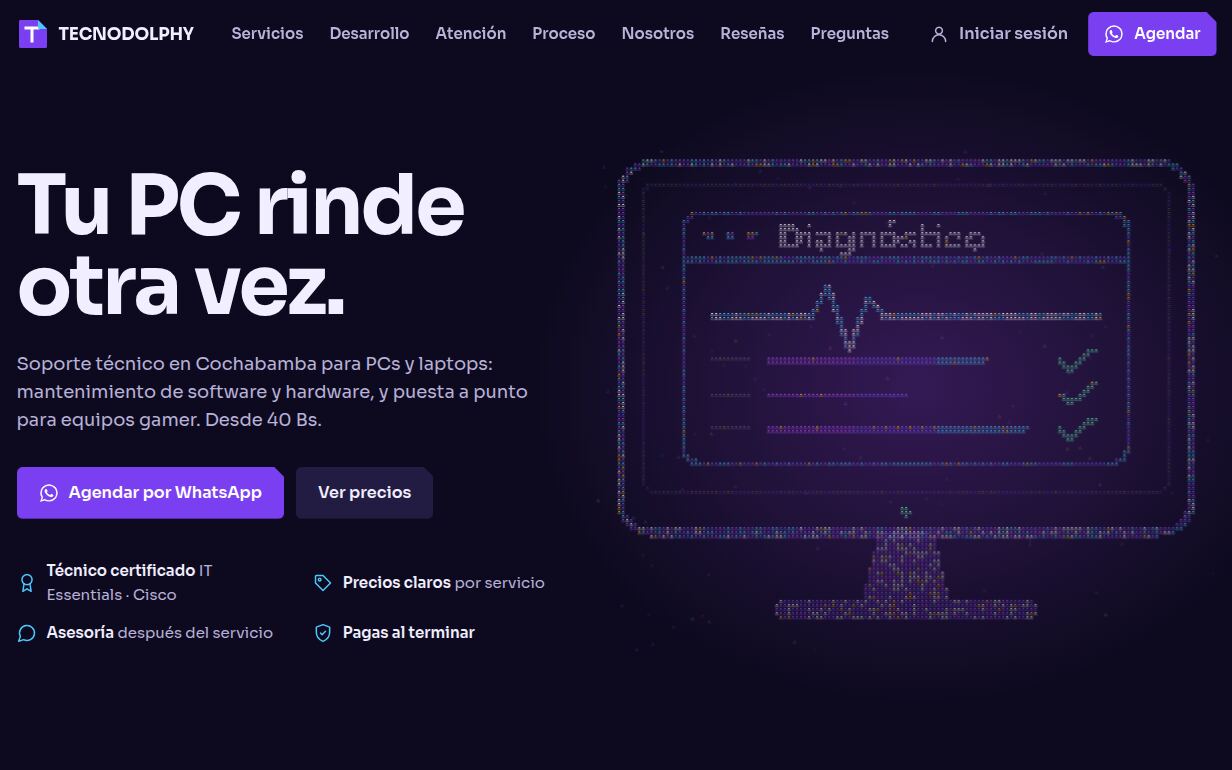 TECNODOLPHY
Servicios
Desarrollo
Atención
Proceso
Nosotros
Reseñas
Preguntas
Iniciar sesión
Agendar
Tu PC rinde
otra vez.
Soporte técnico en Cochabamba para PCs y laptops:
mantenimiento de software y hardware, y puesta a punto
para equipos gamer. Desde 40 Bs.
Agendar por WhatsApp
Ver precios
Técnico certificado IT
Essentials · Cisco
Precios claros por servicio
Asesoría después del servicio
Pagas al terminar
Diagnóstico